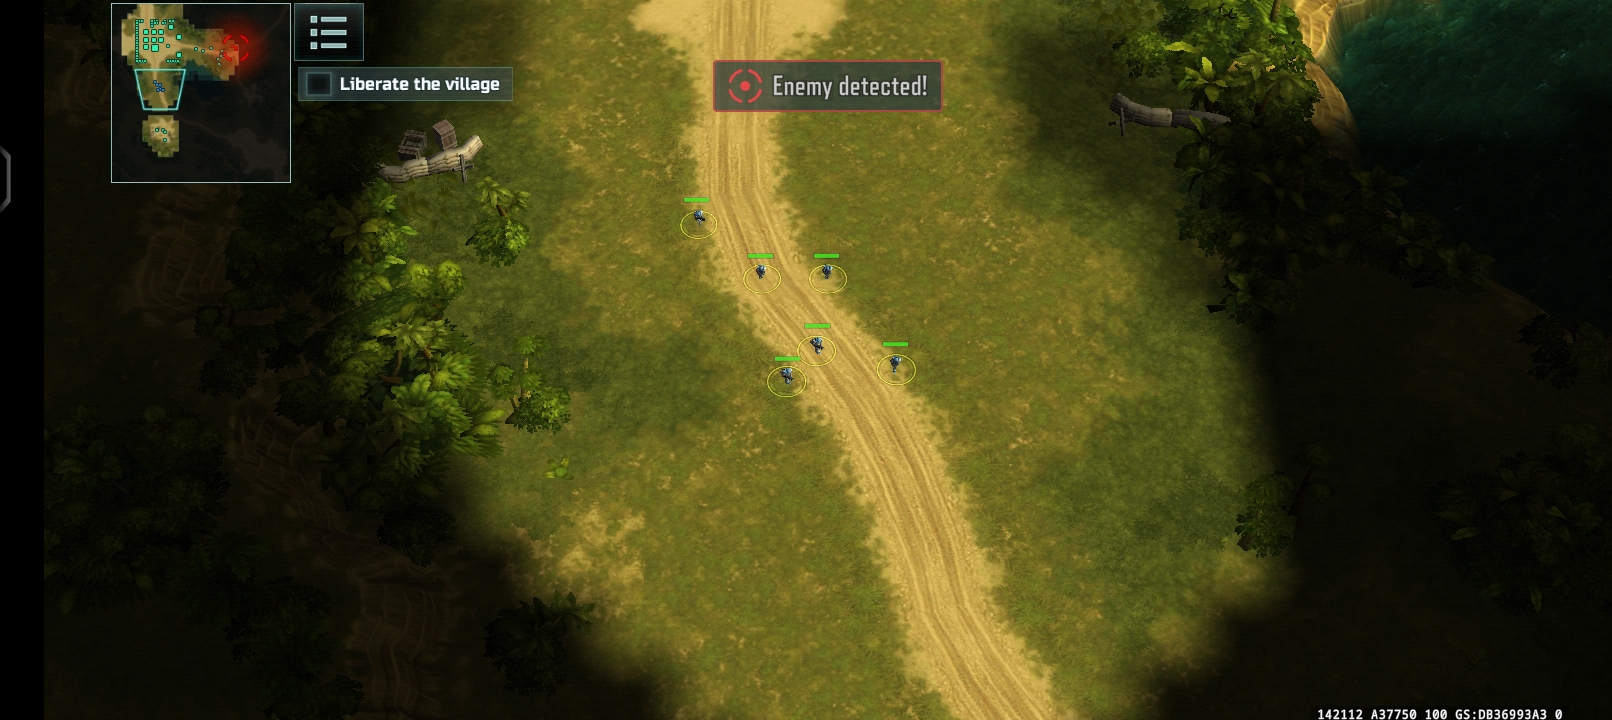 Liberate the village
Enemy detected!
142112 A37750 100 GS:DB36993A3 0